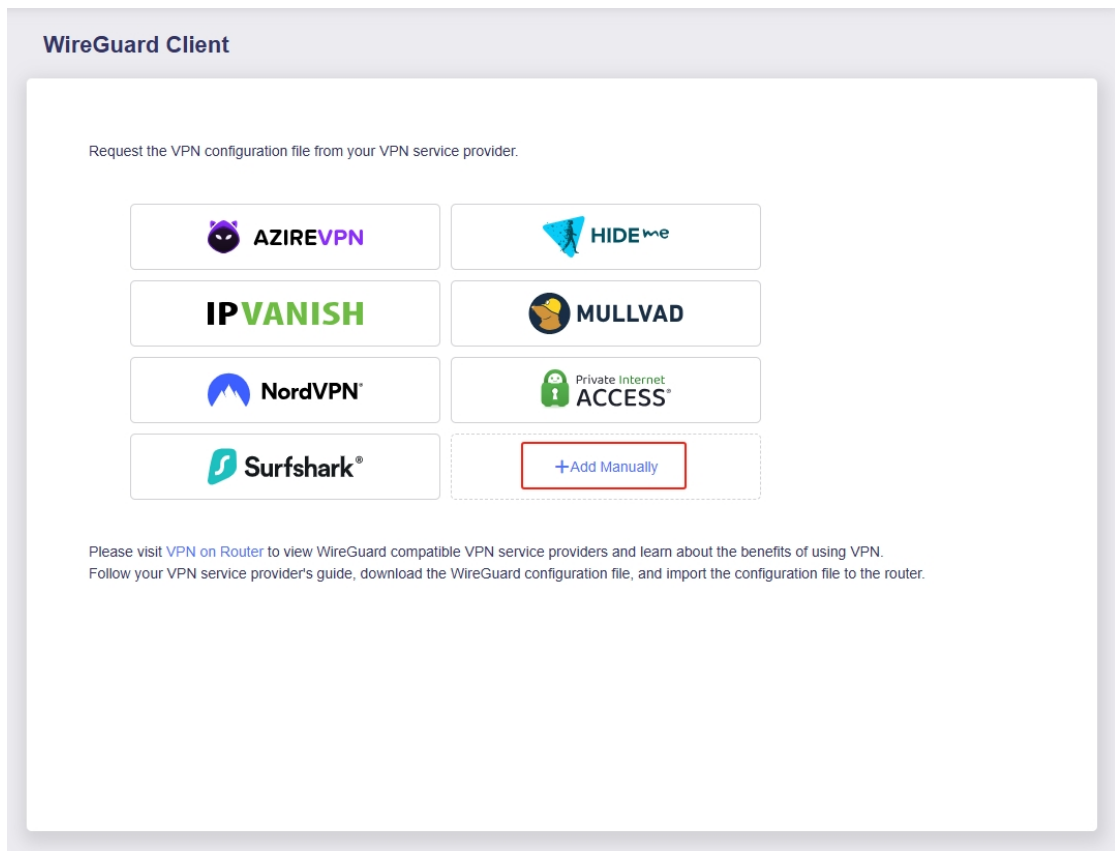 WireGuard Client
Request the VPN configuration file from your VPN service provider.
AZIREVPN
HIDE me
IPVANISH
MULLVAD
NordVPN®
Private Internet
ACCESS®
Surfshark®
+Add Manually
Please visit VPN on Router to view WireGuard compatible VPN service providers and learn about the benefits of using VPN.
Follow your VPN service provider's guide, download the WireGuard configuration file, and import the configuration file to the router.